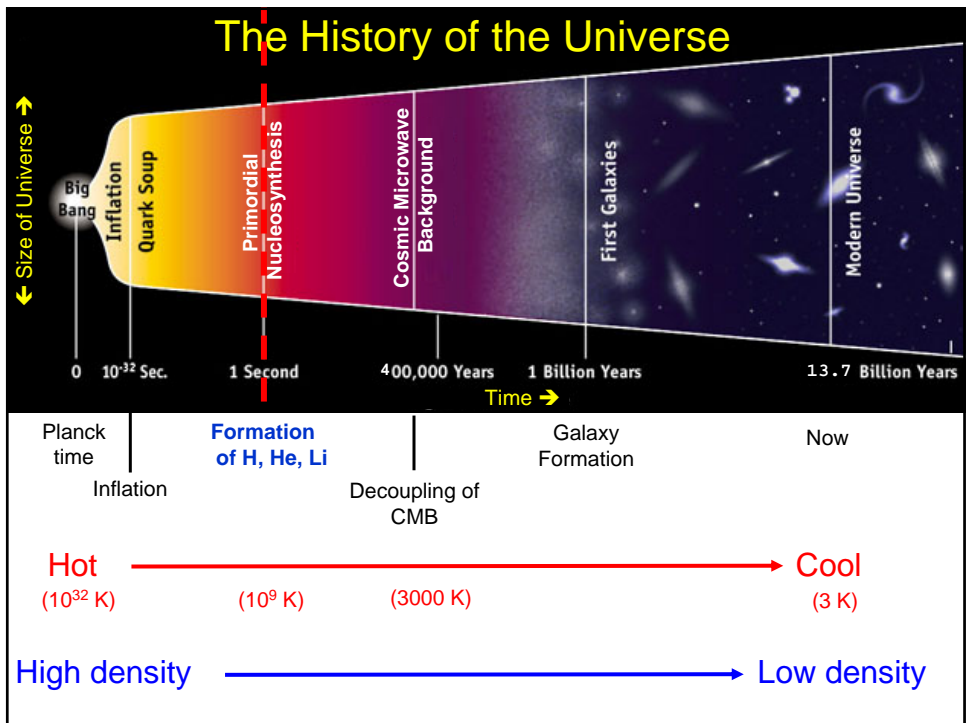 The History of the Universe
← Size of Universe →
Big
Bang
Inflation
Quark Soup
Primordial
Nucleosynthesis
Cosmic Microwave
Background
First Galaxies
Modern Universe
0
10⁻³² Sec.
1 Second
400,000 Years
1 Billion Years
13.7 Billion Years
Time →
Planck
time
Inflation
Formation
of H, He, Li
Decoupling of
CMB
Galaxy
Formation
Now
Hot
Cool
(10³² K)
(10⁹ K)
(3000 K)
(3 K)
High density
Low density